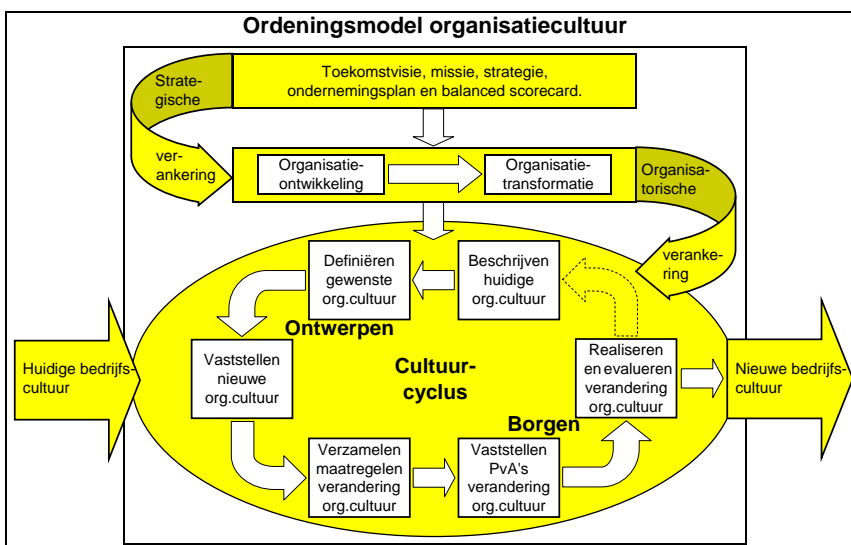 Ordeningsmodel organisatiecultuur
Strate-
gische
Toekomstvisie, missie, strategie,
ondernemingsplan en balanced scorecard.
ver-
ankering
Organisatie-
ontwikkeling
Organisatie-
transformatie
Organisa-
torische
veranke-
ring
Definiëren
gewenste
org.cultuur
Beschrijven
huidige
org.cultuur
Ontwerpen
Huidige bedrijfs-
cultuur
Vaststellen
nieuwe
org.cultuur
Cultuur-
cyclus
Realiseren
en evalueren
verandering
org.cultuur
Nieuwe bedrijfs-
cultuur
Borgen
Verzamelen
maatregelen
verandering
org.cultuur
Vaststellen
PvA's
verandering
org.cultuur